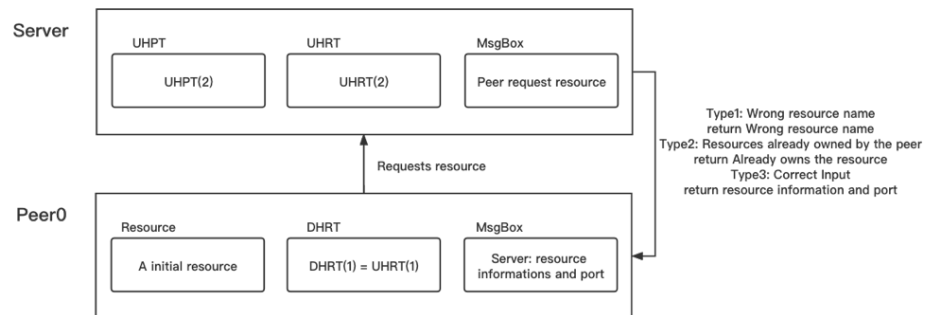 Server
UHPT
UHRT
MsgBox
UHPT(2)
UHRT(2)
Peer request resource
Type1: Wrong resource name
return Wrong resource name
Type2: Resources already owned by the peer
return Already owns the resource
Type3: Correct Input
return resource information and port
Requests resource
Peer0
Resource
DHRT
MsgBox
A initial resource
DHRT(1) = UHRT(1)
Server: resource
informations and port